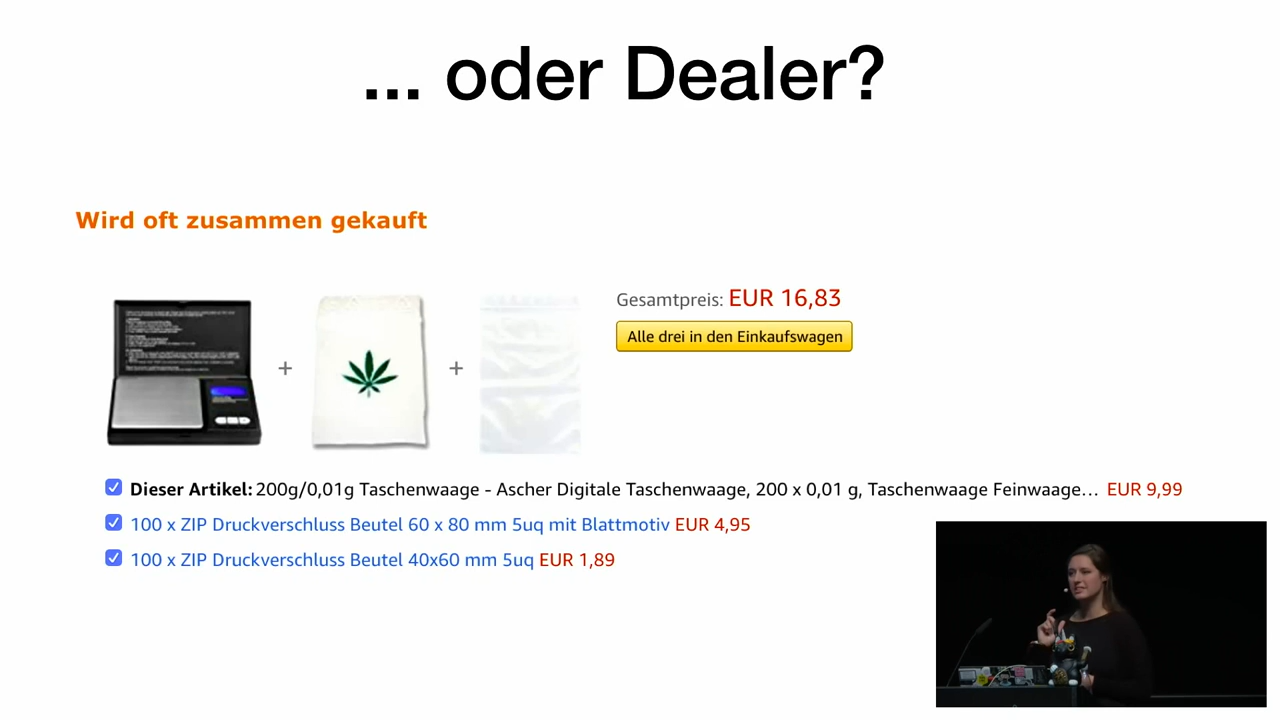 ... oder Dealer?
Wird oft zusammen gekauft
Gesamtpreis: EUR 16,83
Alle drei in den Einkaufswagen
+
+
Dieser Artikel: 200g/0,01g Taschenwaage - Ascher Digitale Taschenwaage, 200 x 0,01 g, Taschenwaage Feinwaage… EUR 9,99
100 x ZIP Druckverschluss Beutel 60 x 80 mm 5uq mit Blattmotiv EUR 4,95
100 x ZIP Druckverschluss Beutel 40x60 mm 5uq EUR 1,89